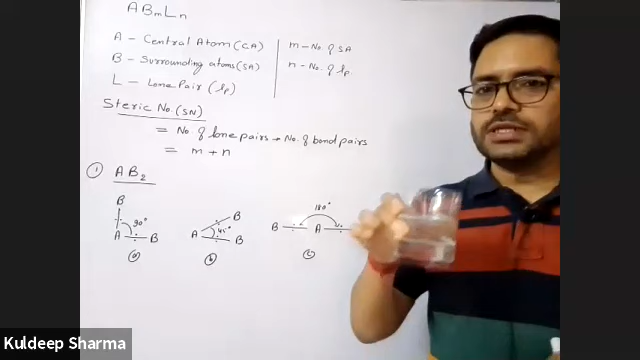 ABmLn
A – Central Atom (CA)
m – No. of SA
B – Surrounding atoms (SA)
n – No. of lp.
L – Lone Pair (lp)
Steric No. (SN)
= No. of lone pairs + No. of bond pairs
= m + n
① AB2
B
90°
A B
ⓐ
B
A 45°
B
ⓑ
180°
B A
ⓒ
Kuldeep Sharma